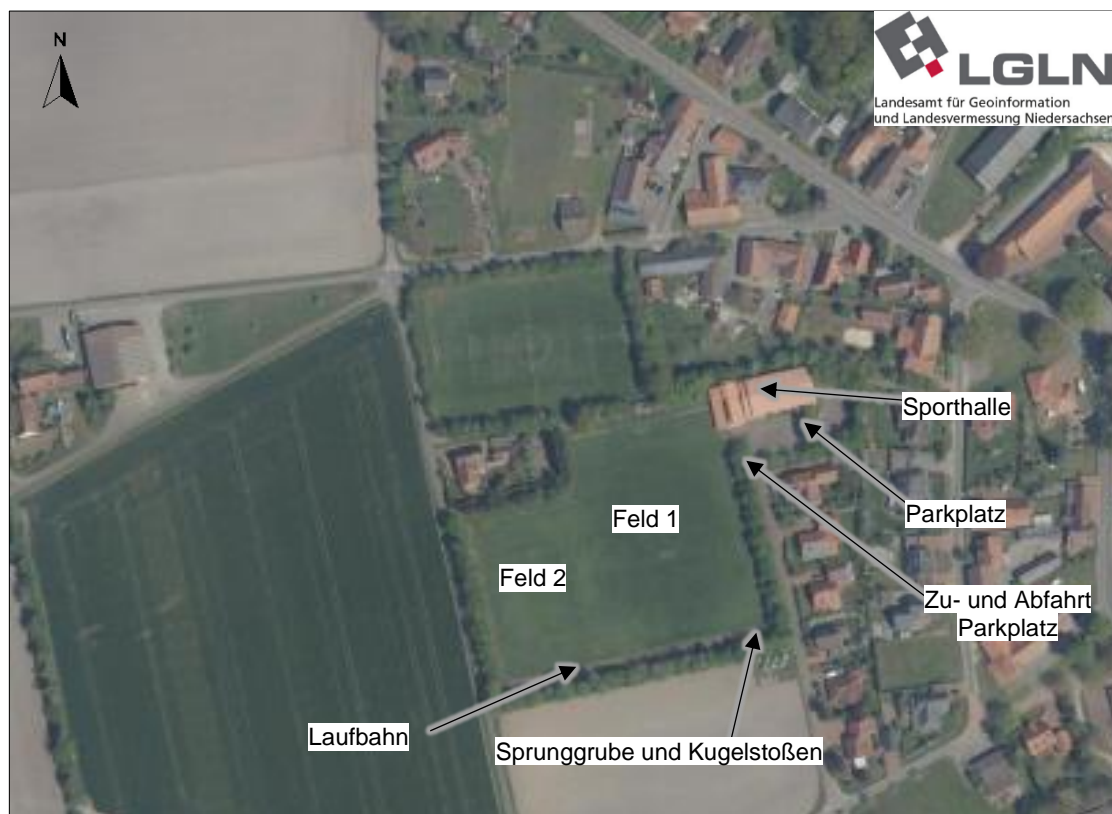 N
LGLN
Landesamt für Geoinformation
und Landesvermessung Niedersachsen
Sporthalle
Parkplatz
Feld 1
Feld 2
Zu- und Abfahrt
Parkplatz
Laufbahn
Sprunggrube und Kugelstoßen